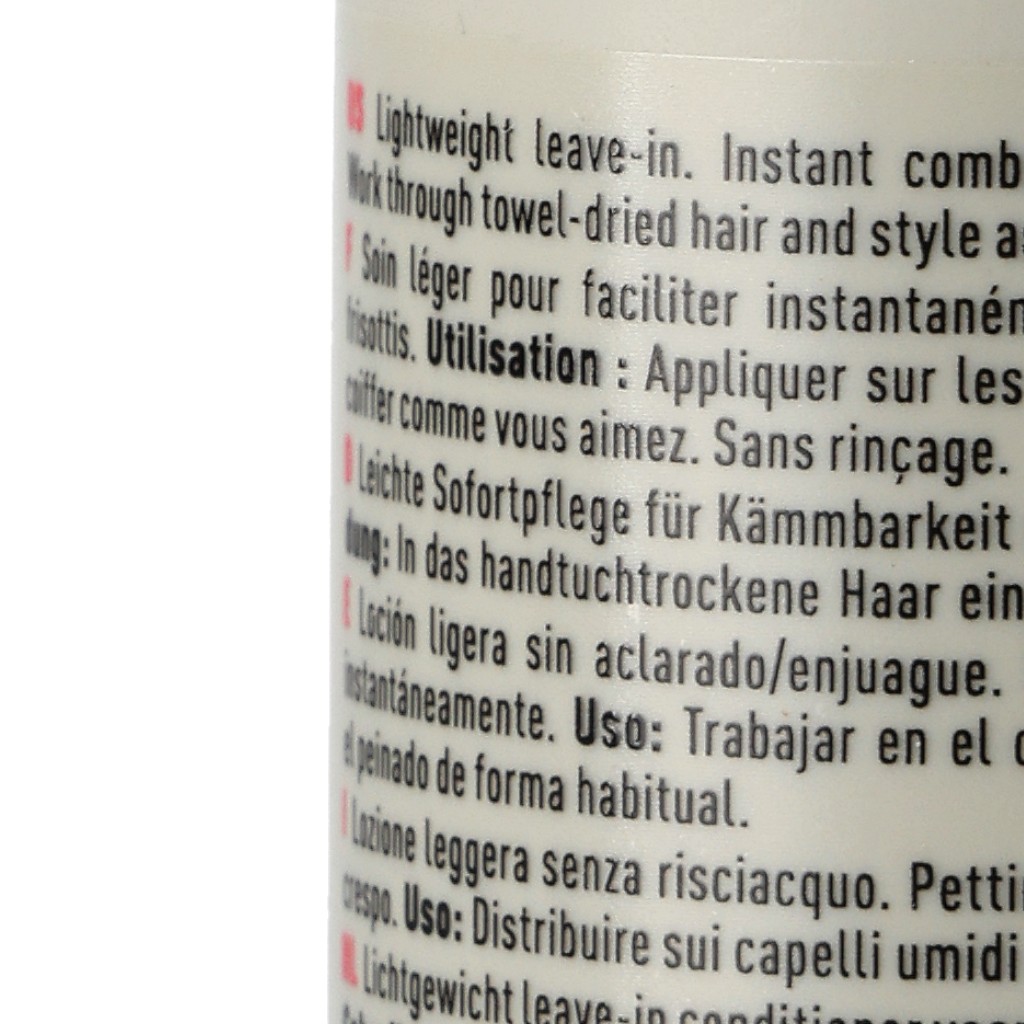 US Lightweight leave-in. Instant comb
Work through towel-dried hair and style a
F Soin léger pour faciliter instantaném
frisottis. Utilisation : Appliquer sur les
coiffer comme vous aimez. Sans rinçage.
D Leichte Sofortpflege für Kämmbarkeit
dung: In das handtuchtrockene Haar ein
E Loción ligera sin aclarado/enjuague.
instantáneamente. Uso: Trabajar en el c
el peinado de forma habitual.
I Lozione leggera senza risciacquo. Petti
crespo. Uso: Distribuire sui capelli umidi
NL Lichtgewicht leave-in conditioner